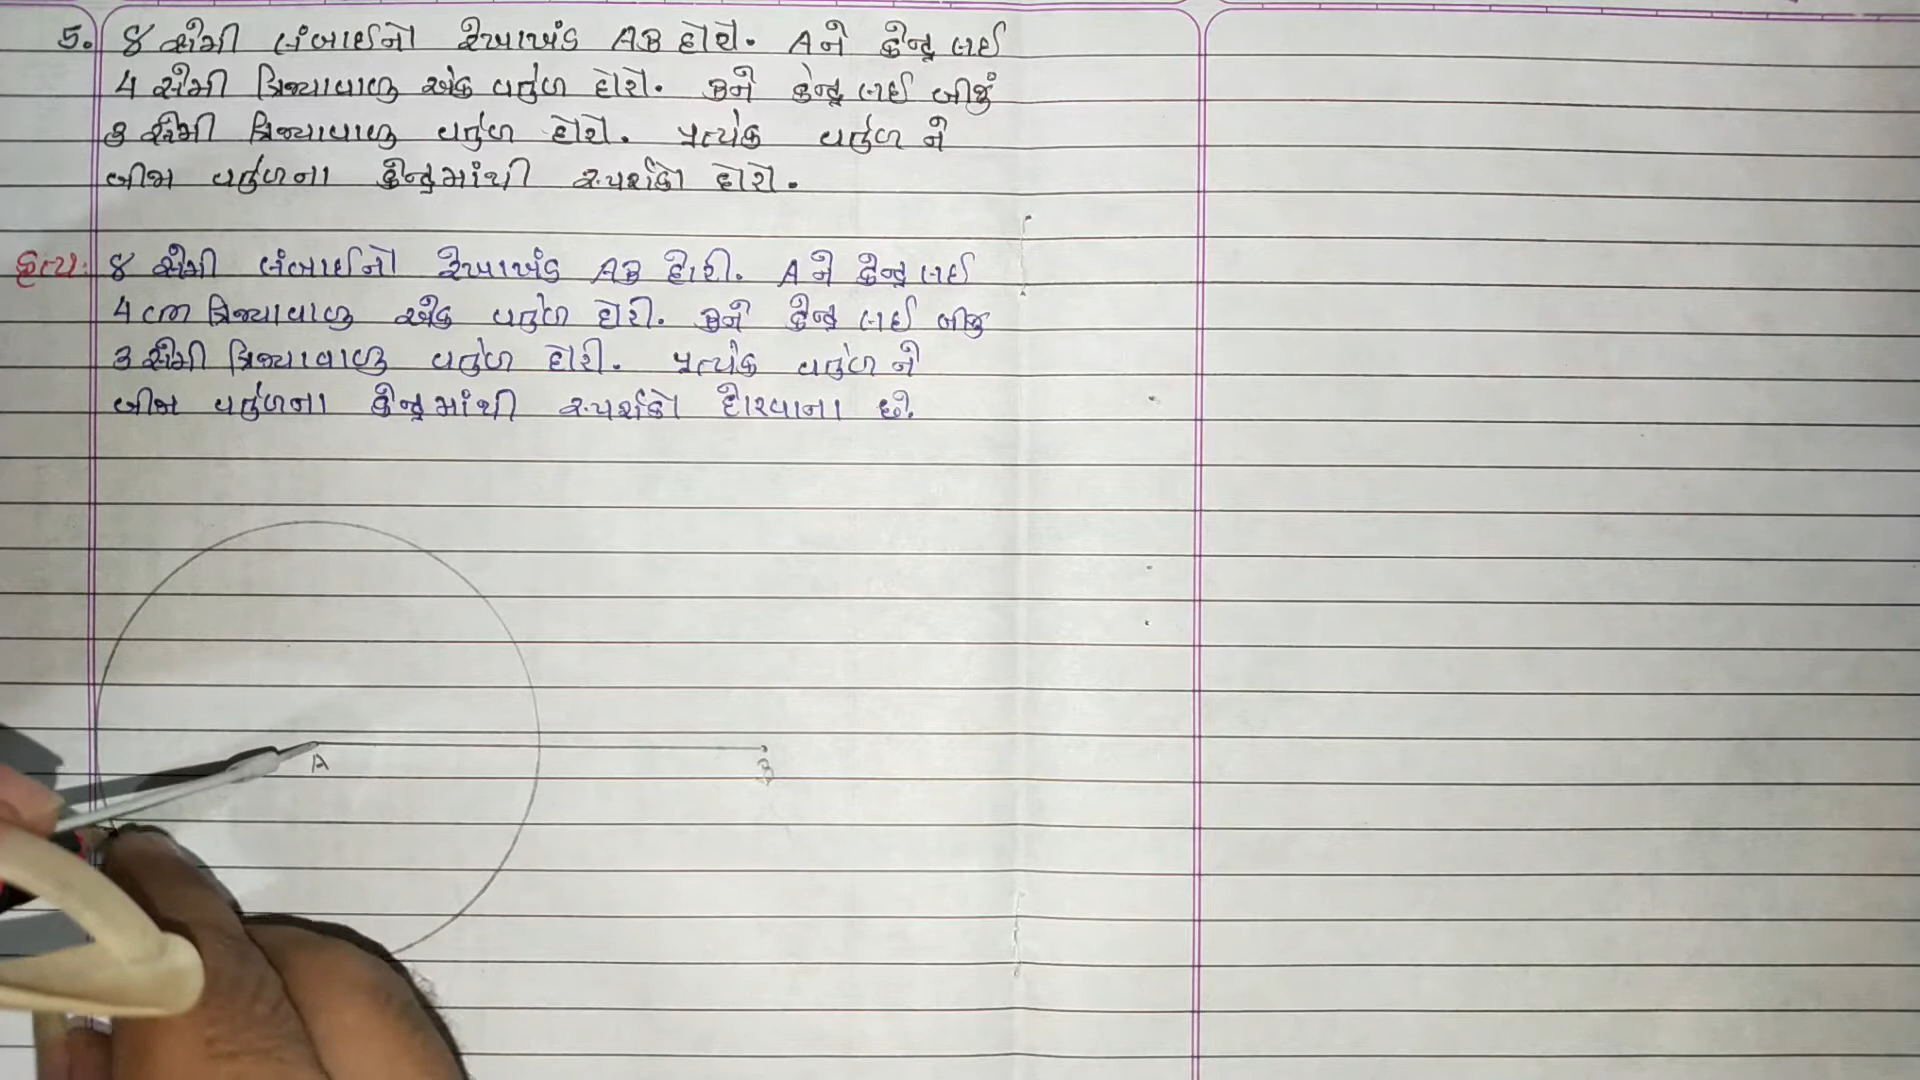 5. 8 સેમી લંબાઈનો રેખાખંડ AB દોરો. A ને કેન્દ્ર લઈ
4 સેમી ત્રિજ્યાવાળુ એક વર્તુળ દોરો. B ને કેન્દ્ર લઈ બીજું
3 સેમી ત્રિજ્યાવાળુ વર્તુળ દોરો. પ્રત્યેક વર્તુળ ને
બીજા વર્તુળના કેન્દ્રમાંથી સ્પર્શકો દોરો.
કૃત્ય: 8 સેમી લંબાઈનો રેખાખંડ AB દોરી. A ને કેન્દ્ર લઈ
4 cm ત્રિજ્યાવાળુ એક વર્તુળ દોરી. B ને કેન્દ્ર લઈ બીજુ
3 સેમી ત્રિજ્યાવાળુ વર્તુળ દોરી. પ્રત્યેક વર્તુળ ને
બીજા વર્તુળના કેન્દ્રમાંથી સ્પર્શકો દોરવાના છે.
A B